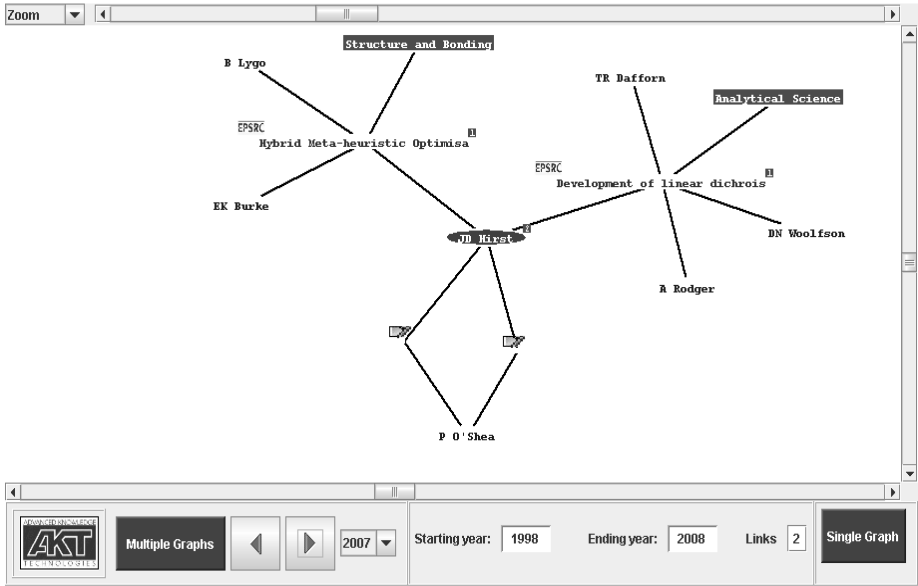 Zoom
Structure and Bonding
B Lygo
TR Dafforn
Analytical Science
EPSRC
1
Hybrid Meta-heuristic Optimisa
EPSRC
1
Development of linear dichrois
EK Burke
JD Hirst
2
DN Woolfson
A Rodger
P O'Shea
ADVANCED KNOWLEDGE
AKT
TECHNOLOGIES
Multiple Graphs
2007
Starting year: 1998
Ending year: 2008
Links 2
Single Graph